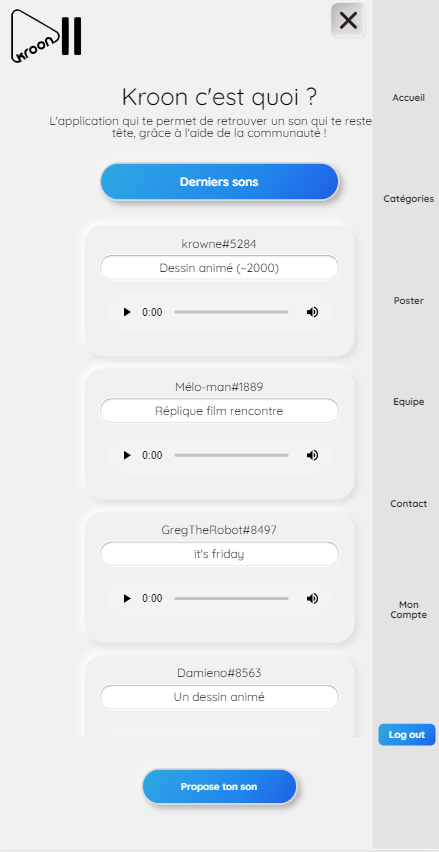 Kroon
Kroon c'est quoi ?
L'application qui te permet de retrouver un son qui te reste
tête, grâce à l'aide de la communauté !
Derniers sons
krowne#5284
Dessin animé (~2000)
0:00
Mélo-man#1889
Réplique film rencontre
0:00
GregTheRobot#8497
it's friday
0:00
Damieno#8563
Un dessin animé
Propose ton son
Accueil
Catégories
Poster
Equipe
Contact
Mon
Compte
Log out